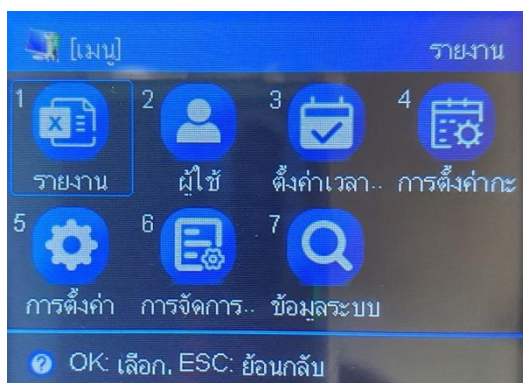 [เมนู] รายงาน
1 2 3 4
รายงาน ผู้ใช้ ตั้งค่าเวลา.. การตั้งค่ากะ
5 6 7
การตั้งค่า การจัดการ.. ข้อมูลระบบ
? OK: เลือก, ESC: ย้อนกลับ